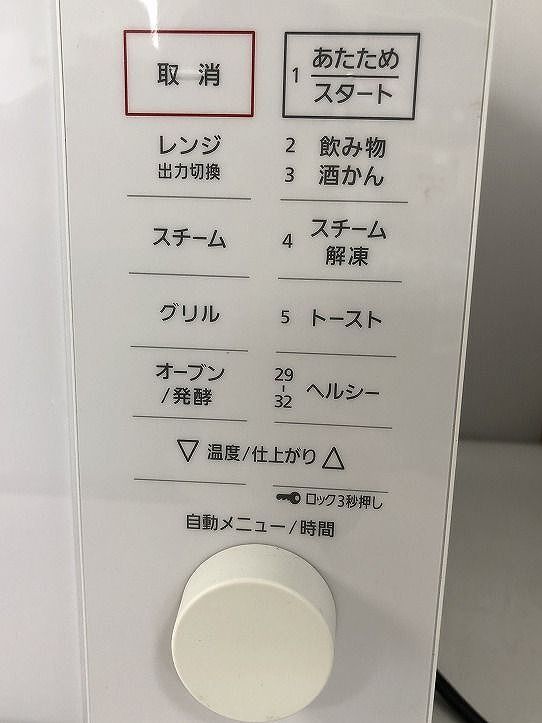 取消
1 あたため
スタート
レンジ
出力切換
2 飲み物
3 酒かん
スチーム
4 スチーム
解凍
グリル
5 トースト
オーブン
/発酵
29
-
32
ヘルシー
▽ 温度/仕上がり △
ロック3秒押し
自動メニュー/時間